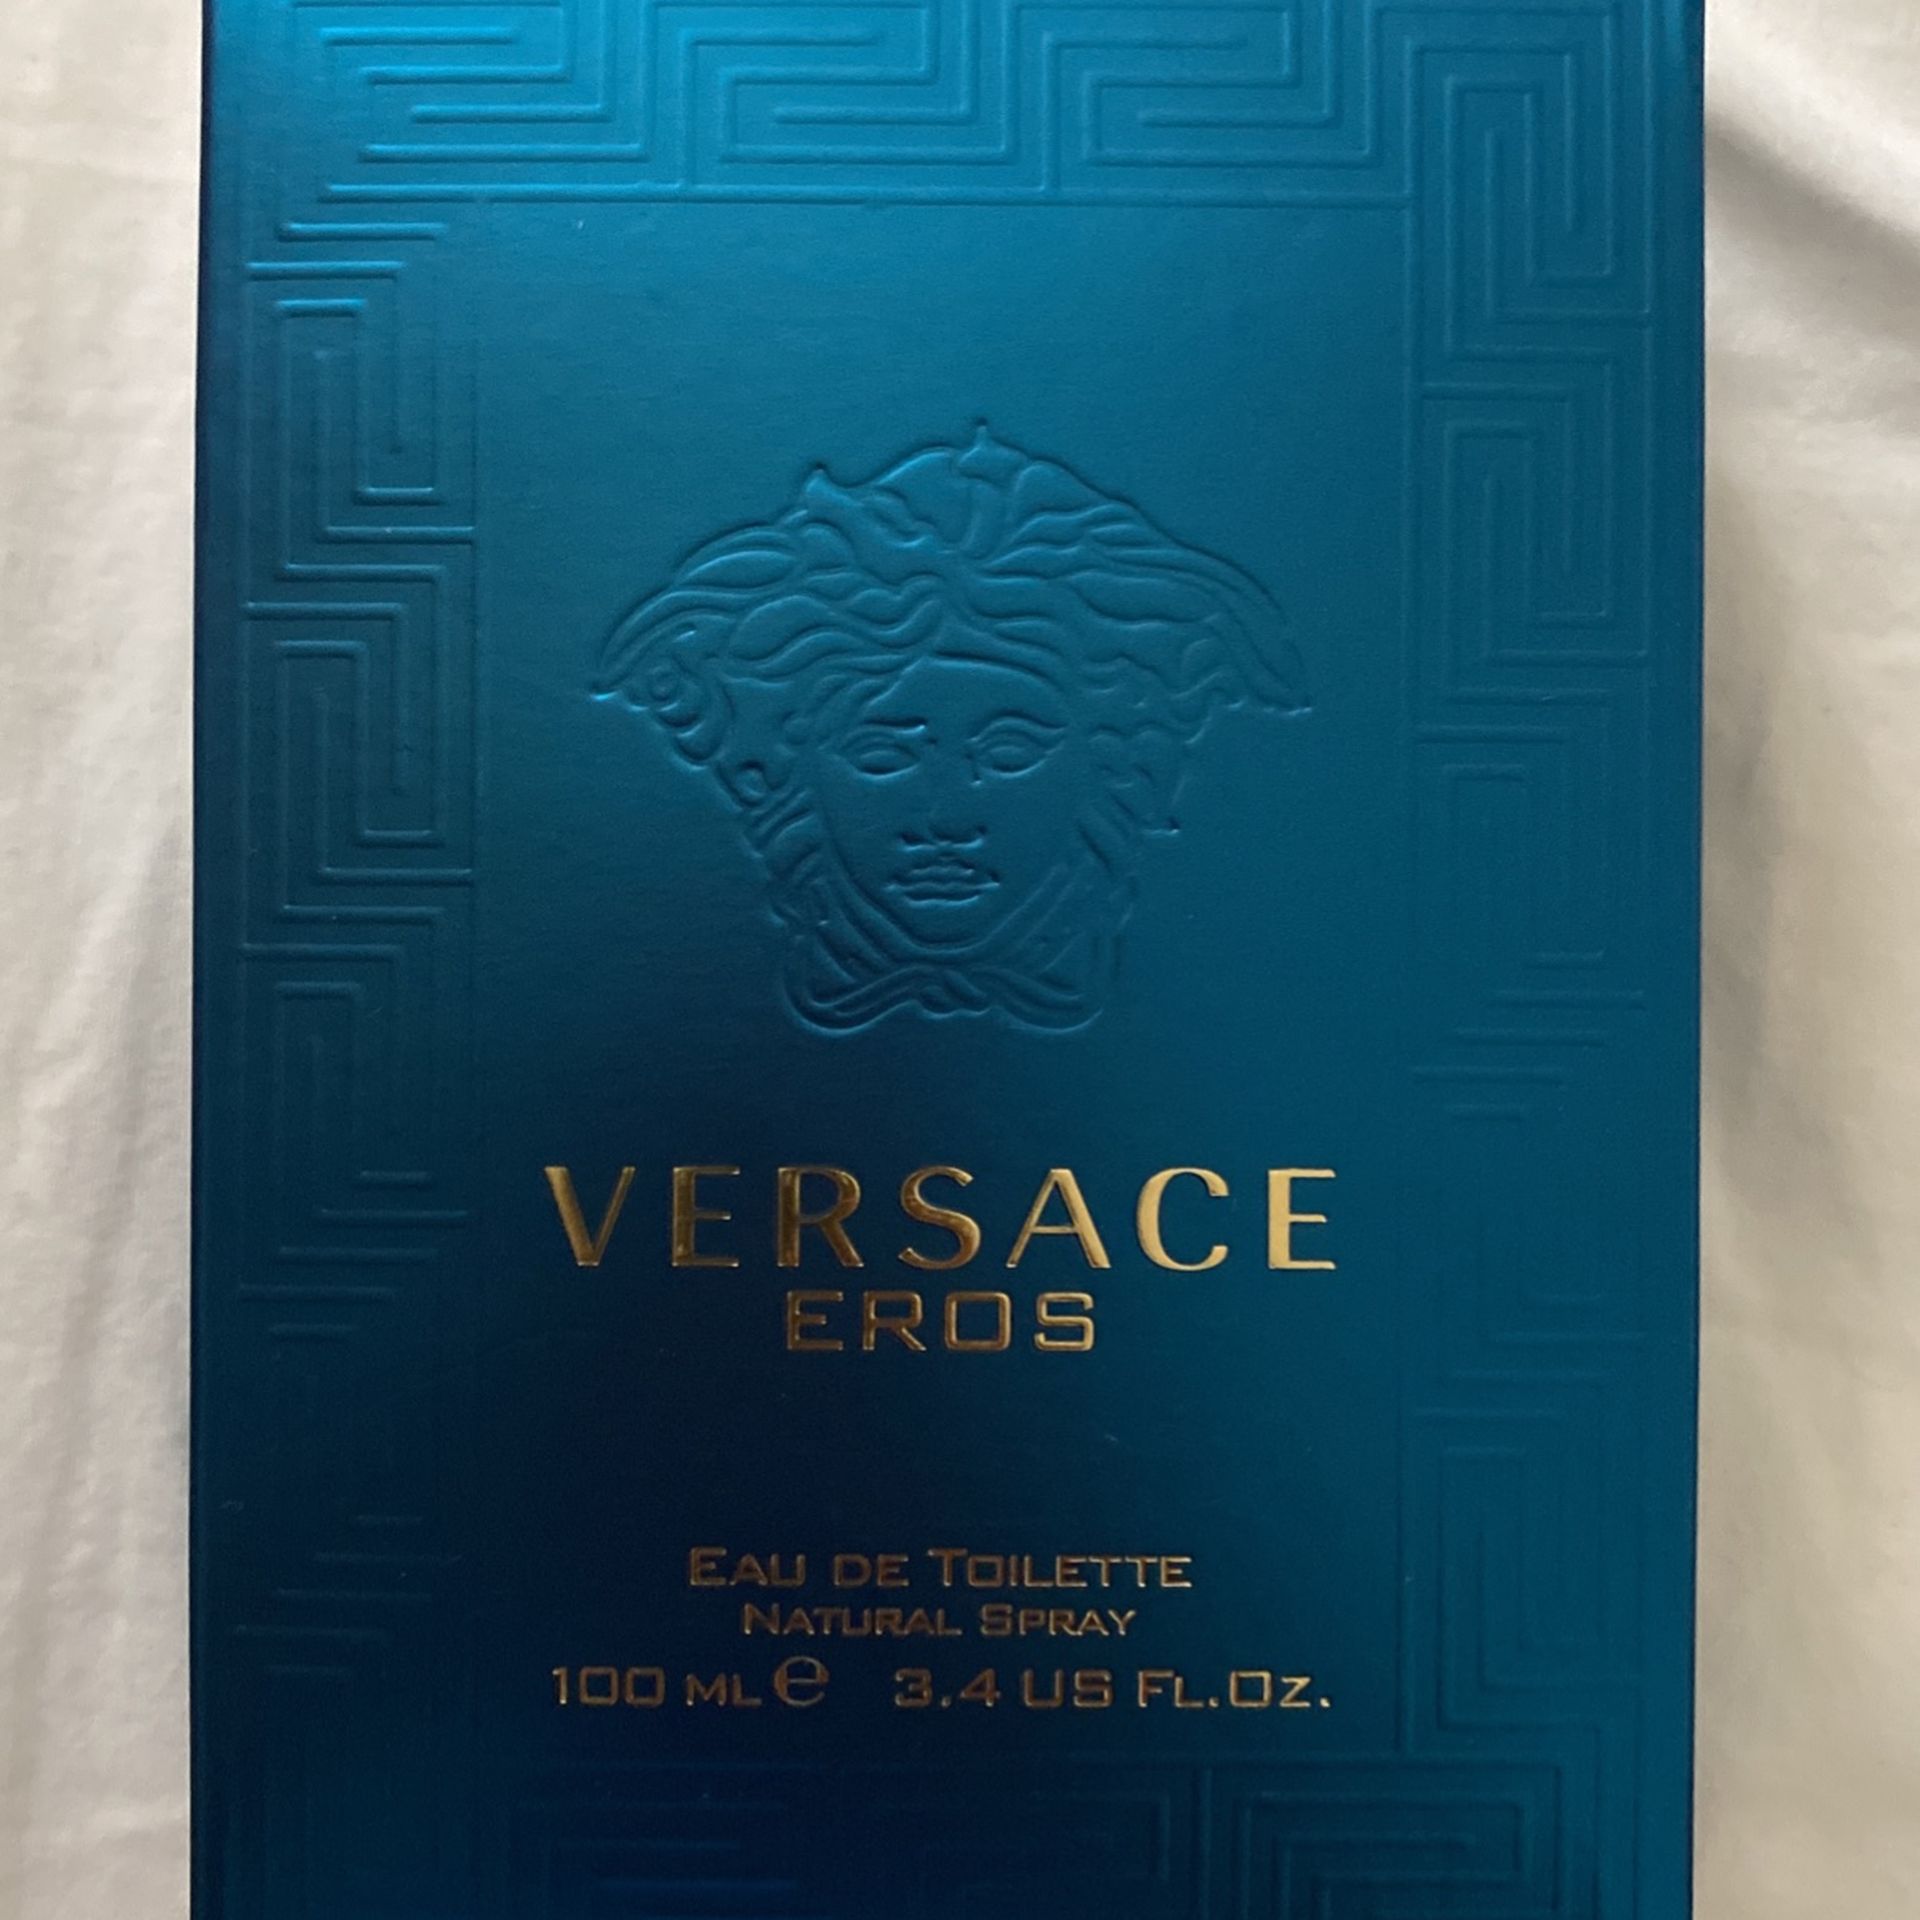 VERSACE
EROS
EAU DE TOILETTE
NATURAL SPRAY
100 ML e 3.4 US FL.OZ.